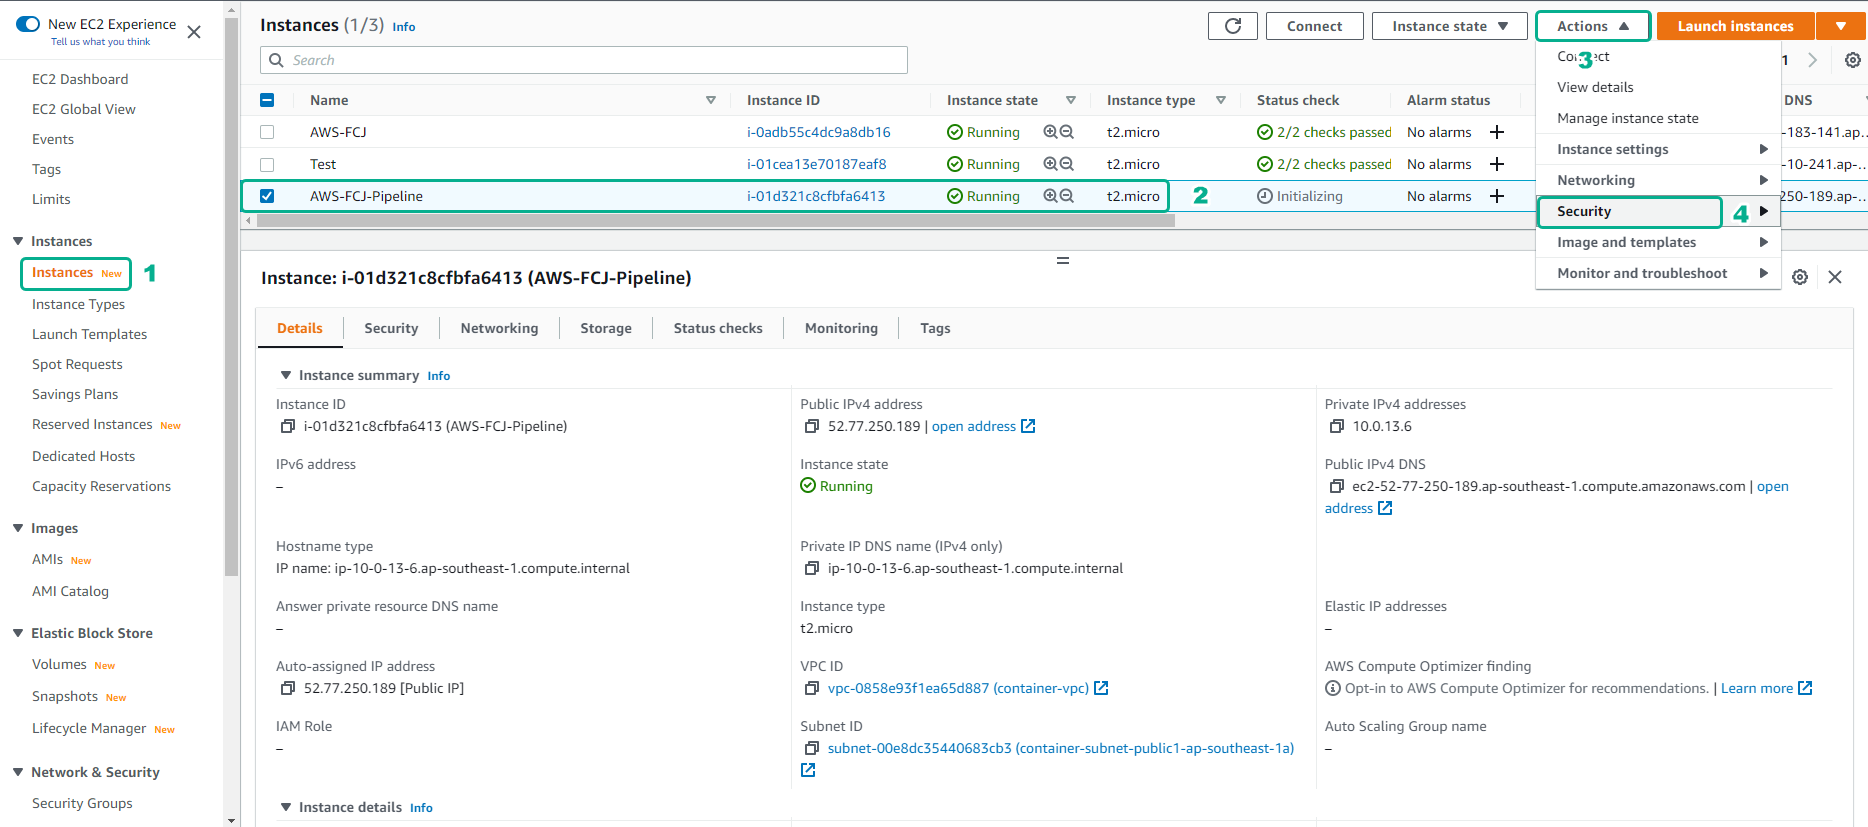 New EC2 Experience
Tell us what you think
EC2 Dashboard
EC2 Global View
Events
Tags
Limits
Instances
Instances New 1
Instance Types
Launch Templates
Spot Requests
Savings Plans
Reserved Instances New
Dedicated Hosts
Capacity Reservations
Images
AMIs New
AMI Catalog
Elastic Block Store
Volumes New
Snapshots New
Lifecycle Manager New
Network & Security
Security Groups
Instances (1/3) Info
Connect
Instance state
Actions
Launch instances
Search
1
Name Instance ID Instance state Instance type Status check Alarm status DNS
AWS-FCJ i-0adb55c4dc9a8db16 Running t2.micro 2/2 checks passed No alarms -183-141.ap...
Test i-01cea13e70187eaf8 Running t2.micro 2/2 checks passed No alarms -10-241.ap-...
AWS-FCJ-Pipeline i-01d321c8cfbfa6413 Running t2.micro 2 Initializing No alarms 250-189.ap-...
Connect 3
View details
Manage instance state
Instance settings
Networking
Security 4
Image and templates
Monitor and troubleshoot
Instance: i-01d321c8cfbfa6413 (AWS-FCJ-Pipeline)
Details Security Networking Storage Status checks Monitoring Tags
Instance summary Info
Instance ID
i-01d321c8cfbfa6413 (AWS-FCJ-Pipeline)
Public IPv4 address
52.77.250.189 | open address
Private IPv4 addresses
10.0.13.6
IPv6 address
–
Instance state
Running
Public IPv4 DNS
ec2-52-77-250-189.ap-southeast-1.compute.amazonaws.com | open
address
Hostname type
IP name: ip-10-0-13-6.ap-southeast-1.compute.internal
Private IP DNS name (IPv4 only)
ip-10-0-13-6.ap-southeast-1.compute.internal
Answer private resource DNS name
–
Instance type
t2.micro
Elastic IP addresses
–
Auto-assigned IP address
52.77.250.189 [Public IP]
VPC ID
vpc-0858e93f1ea65d887 (container-vpc)
AWS Compute Optimizer finding
Opt-in to AWS Compute Optimizer for recommendations. | Learn more
IAM Role
–
Subnet ID
subnet-00e8dc35440683cb3 (container-subnet-public1-ap-southeast-1a)
Auto Scaling Group name
–
Instance details Info